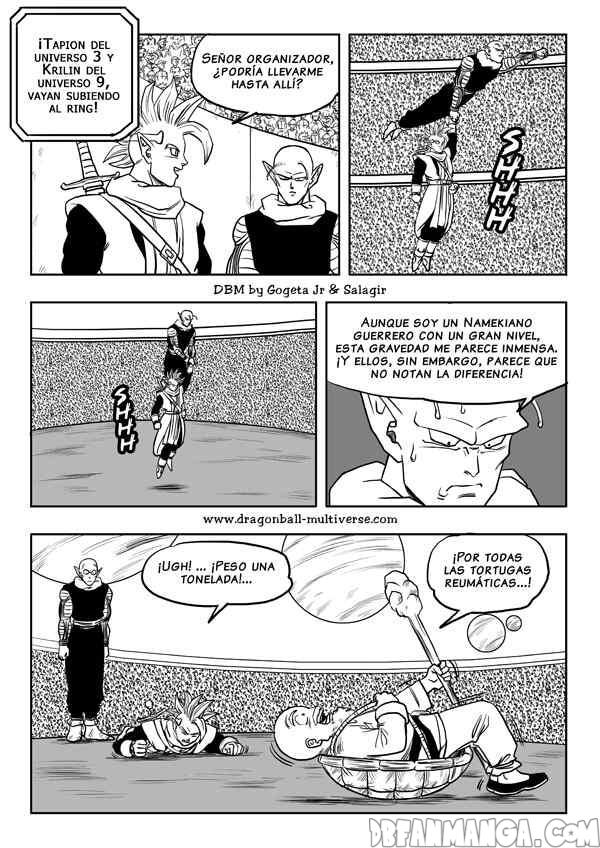 ¡TAPION DEL
UNIVERSO 3 Y
KRILIN DEL
UNIVERSO 9,
VAYAN SUBIENDO
AL RING!
SEÑOR ORGANIZADOR,
¿PODRÍA LLEVARME
HASTA ALLÍ?
SHHH
DBM by Gogeta Jr & Salagir
SHHH
AUNQUE SOY UN NAMEKIANO
GUERRERO CON UN GRAN NIVEL,
ESTA GRAVEDAD ME PARECE INMENSA.
¡Y ELLOS, SIN EMBARGO, PARECE QUE
NO NOTAN LA DIFERENCIA!
www.dragonball-multiverse.com
¡UGH! ... ¡PESO UNA
TONELADA!...
¡POR TODAS
LAS TORTUGAS
REUMÁTICAS...!
DBFANMANGA.COM